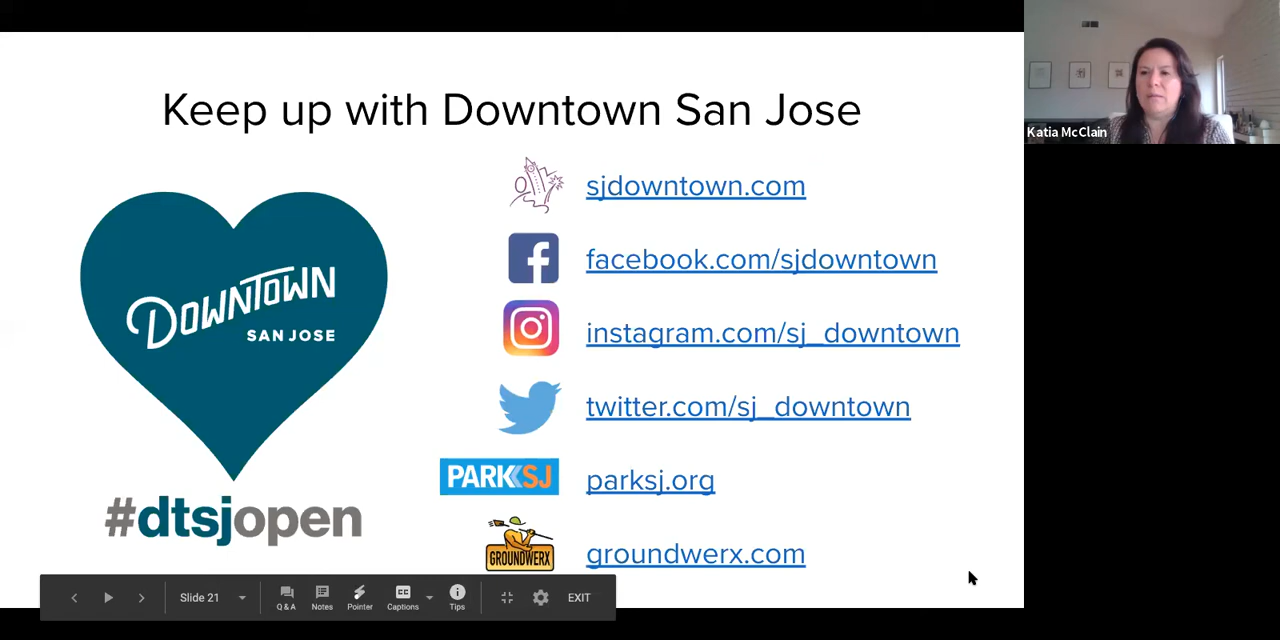 Keep up with Downtown San Jose
Katia McClain
sjdowntown.com
facebook.com/sjdowntown
DOWNTOWN
SAN JOSE
instagram.com/sj_downtown
twitter.com/sj_downtown
PARK SJ
parksj.org
#dtsjopen
GROUNDWERX
groundwerx.com
Slide 21
Q & A
Notes
Pointer
CC
Captions
Tips
EXIT